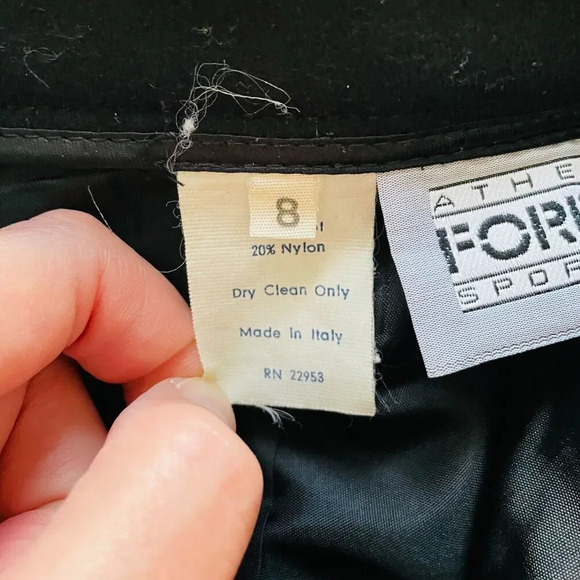 8
20% Nylon
Dry Clean Only
Made in Italy
RN 22953
ATHE
FOR
SPOR